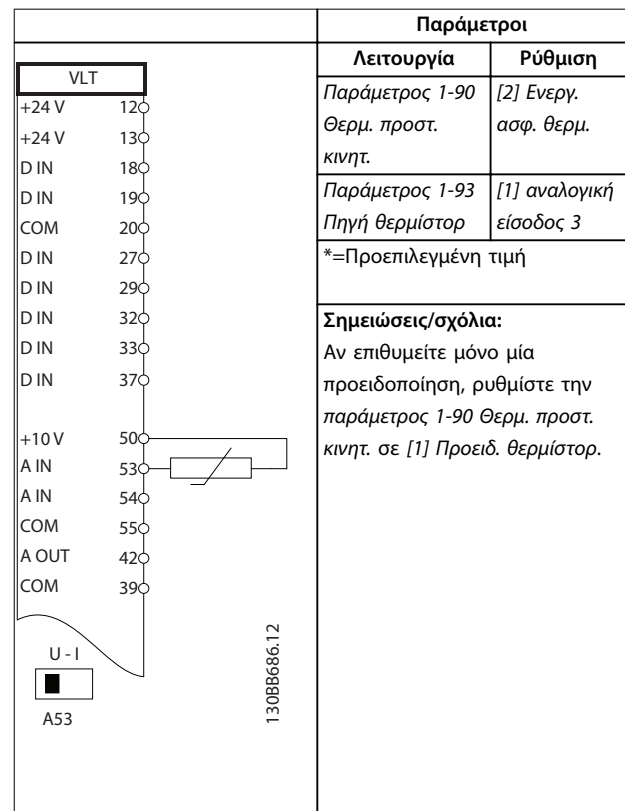 Παράμετροι
Λειτουργία Ρύθμιση
Παράμετρος 1-90 [2] Ενεργ.
Θερμ. προστ. ασφ. θερμ.
κινητ.
Παράμετρος 1-93 [1] αναλογική
Πηγή θερμίστορ είσοδος 3
*=Προεπιλεγμένη τιμή
Σημειώσεις/σχόλια:
Αν επιθυμείτε μόνο μία
προειδοποίηση, ρυθμίστε την
παράμετρος 1-90 Θερμ. προστ.
κινητ. σε [1] Προειδ. θερμίστορ.
VLT
+24 V 12
+24 V 13
D IN 18
D IN 19
COM 20
D IN 27
D IN 29
D IN 32
D IN 33
D IN 37
+10 V 50
A IN 53
A IN 54
COM 55
A OUT 42
COM 39
U - I
A53
130BB686.12